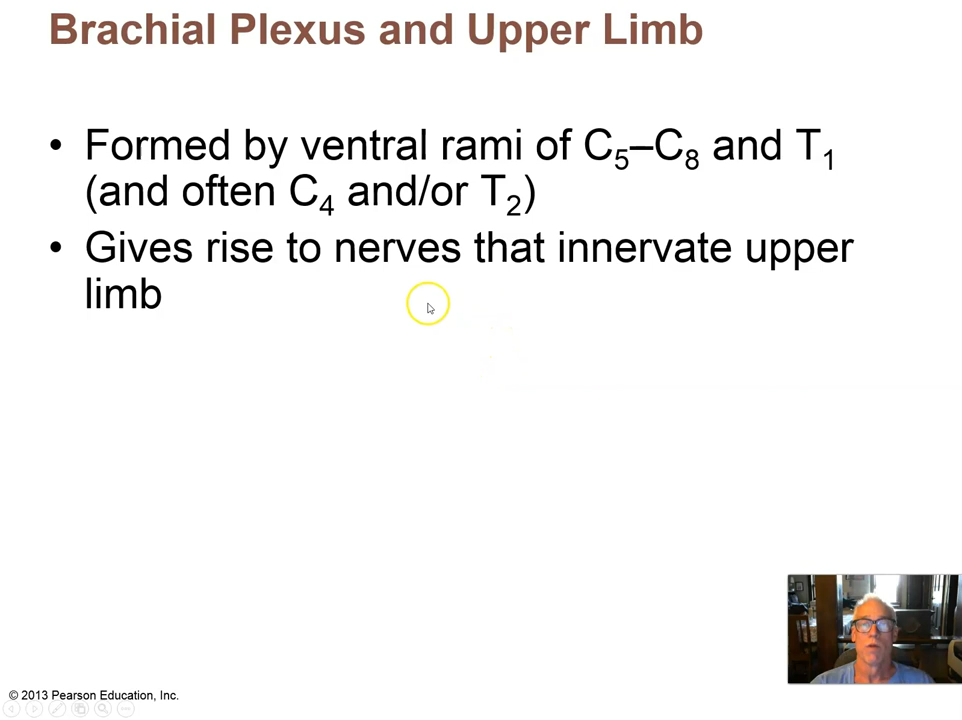 Brachial Plexus and Upper Limb
• Formed by ventral rami of C₅–C₈ and T₁
(and often C₄ and/or T₂)
• Gives rise to nerves that innervate upper
limb
© 2013 Pearson Education, Inc.